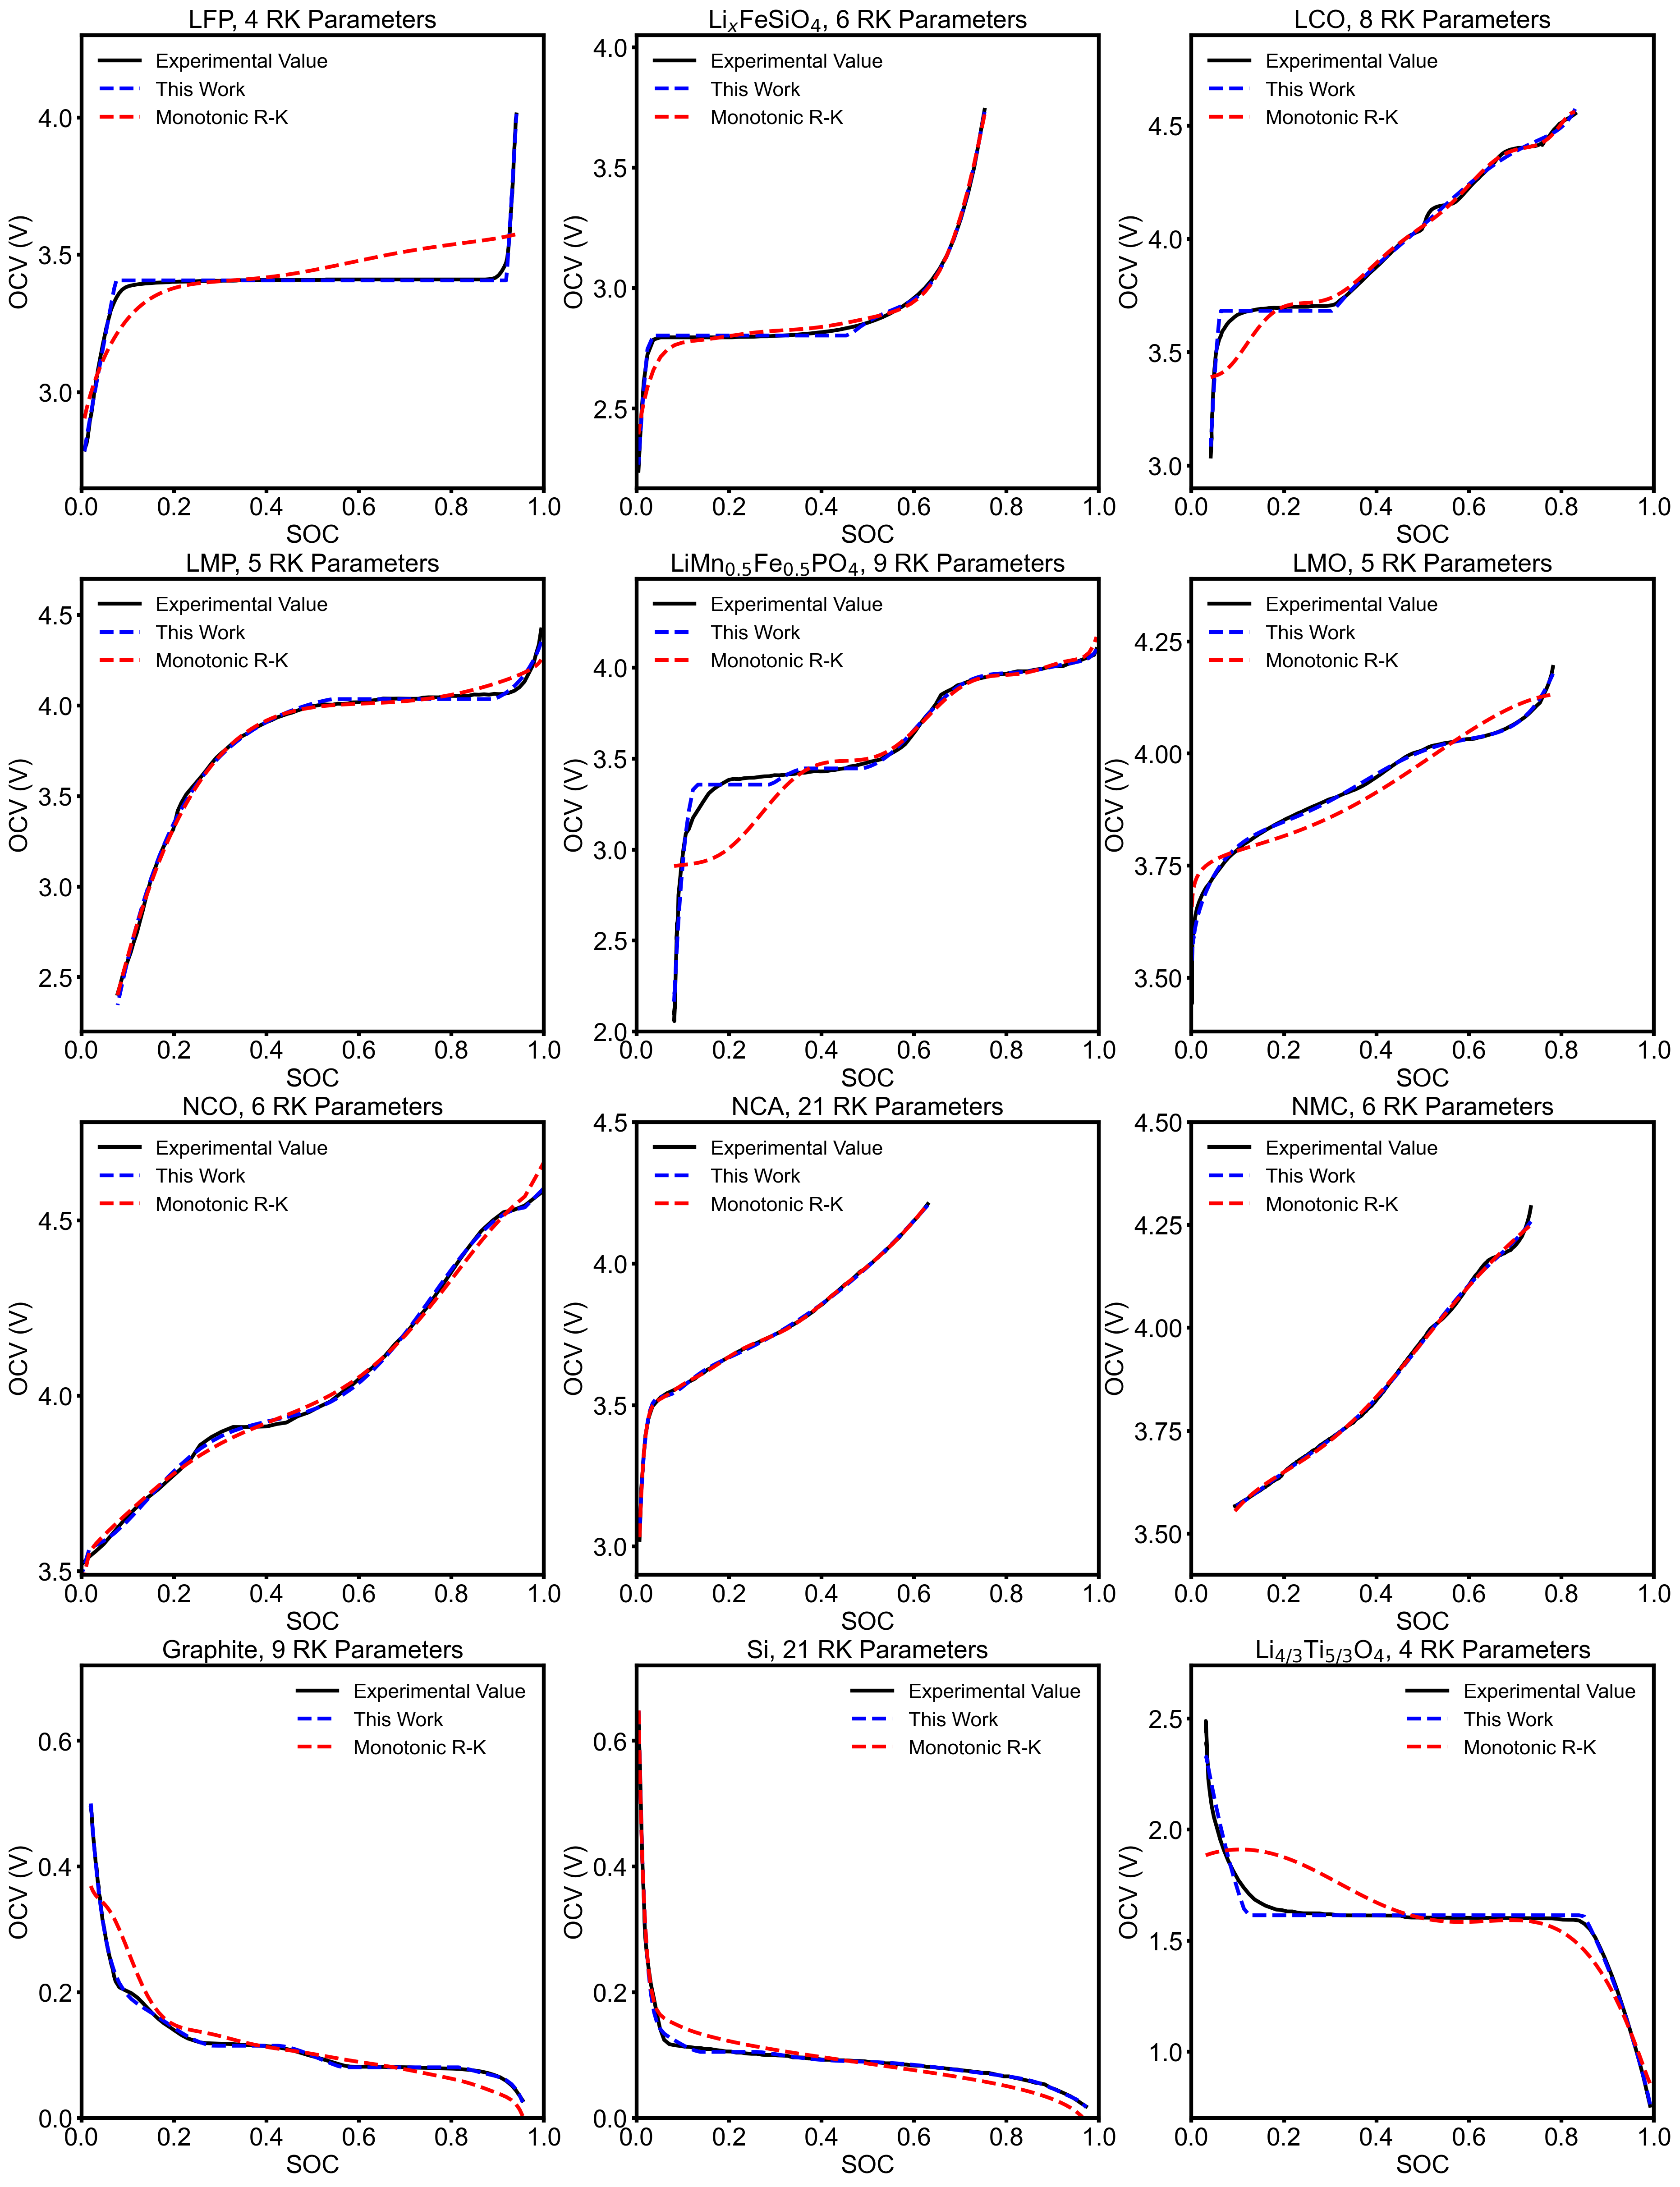 LFP, 4 RK Parameters
Experimental Value
This Work
Monotonic R-K
OCV (V)
4.0
3.5
3.0
0.0 0.2 0.4 0.6 0.8 1.0
SOC
LiₓFeSiO₄, 6 RK Parameters
Experimental Value
This Work
Monotonic R-K
OCV (V)
4.0
3.5
3.0
2.5
0.0 0.2 0.4 0.6 0.8 1.0
SOC
LCO, 8 RK Parameters
Experimental Value
This Work
Monotonic R-K
OCV (V)
4.5
4.0
3.5
3.0
0.0 0.2 0.4 0.6 0.8 1.0
SOC
LMP, 5 RK Parameters
Experimental Value
This Work
Monotonic R-K
OCV (V)
4.5
4.0
3.5
3.0
2.5
0.0 0.2 0.4 0.6 0.8 1.0
SOC
LiMn₀.₅Fe₀.₅PO₄, 9 RK Parameters
Experimental Value
This Work
Monotonic R-K
OCV (V)
4.0
3.5
3.0
2.5
2.0
0.0 0.2 0.4 0.6 0.8 1.0
SOC
LMO, 5 RK Parameters
Experimental Value
This Work
Monotonic R-K
OCV (V)
4.25
4.00
3.75
3.50
0.0 0.2 0.4 0.6 0.8 1.0
SOC
NCO, 6 RK Parameters
Experimental Value
This Work
Monotonic R-K
OCV (V)
4.5
4.0
3.5
0.0 0.2 0.4 0.6 0.8 1.0
SOC
NCA, 21 RK Parameters
Experimental Value
This Work
Monotonic R-K
OCV (V)
4.5
4.0
3.5
3.0
0.0 0.2 0.4 0.6 0.8 1.0
SOC
NMC, 6 RK Parameters
Experimental Value
This Work
Monotonic R-K
OCV (V)
4.50
4.25
4.00
3.75
3.50
0.0 0.2 0.4 0.6 0.8 1.0
SOC
Graphite, 9 RK Parameters
Experimental Value
This Work
Monotonic R-K
OCV (V)
0.6
0.4
0.2
0.0
0.0 0.2 0.4 0.6 0.8 1.0
SOC
Si, 21 RK Parameters
Experimental Value
This Work
Monotonic R-K
OCV (V)
0.6
0.4
0.2
0.0
0.0 0.2 0.4 0.6 0.8 1.0
SOC
Li₄/₃Ti₅/₃O₄, 4 RK Parameters
Experimental Value
This Work
Monotonic R-K
OCV (V)
2.5
2.0
1.5
1.0
0.0 0.2 0.4 0.6 0.8 1.0
SOC